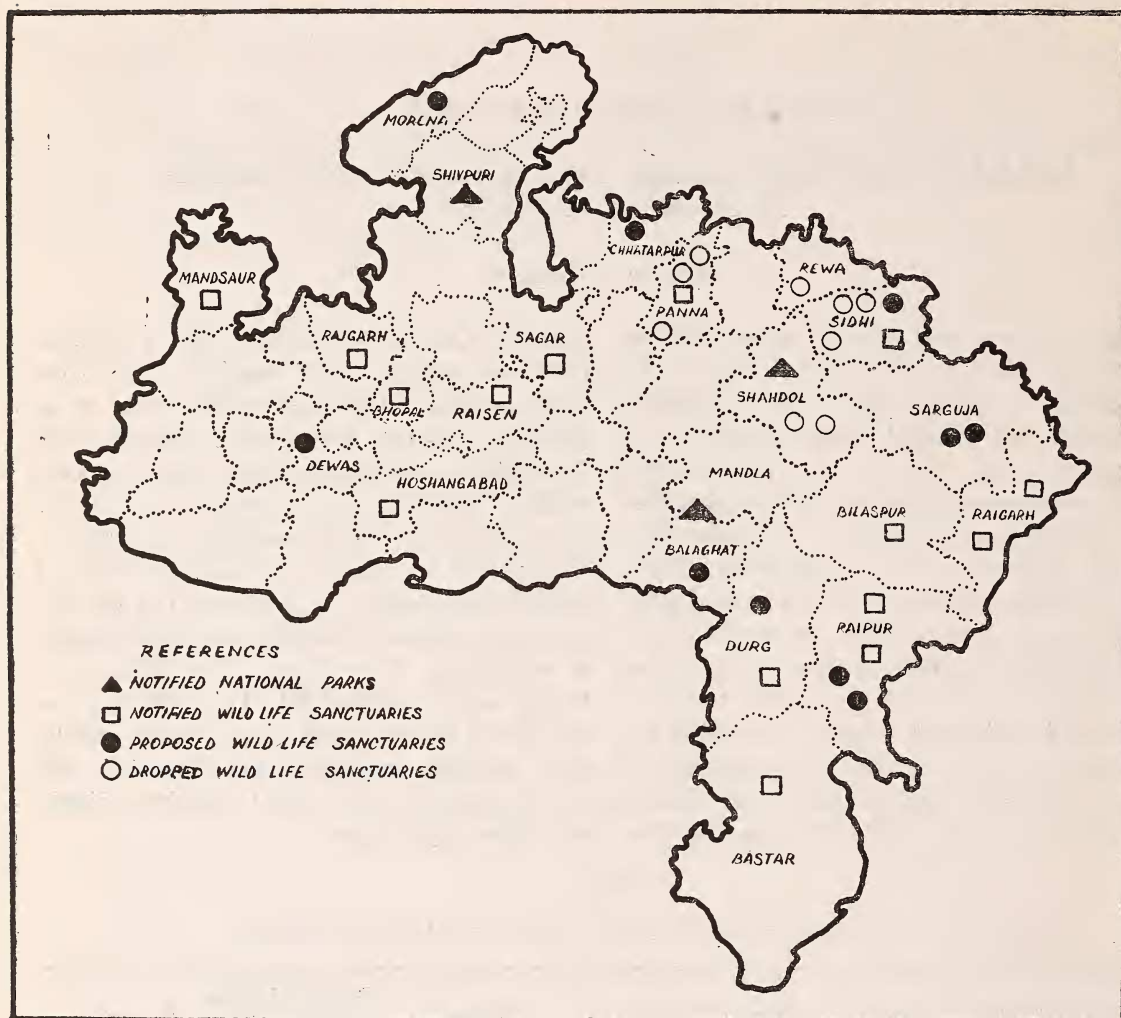 MORENA
SHIVPURI
CHHATARPUR
REWA
MANDSAUR
PANNA
SIDHI
RAJGARH
SAGAR
SHAHDOL
BHOPAL
RAISEN
SARGUJA
DEWAS
HOSHANGABAD
MANDLA
BILASPUR
RAIGARH
BALAGHAT
RAIPUR
DURG
BASTAR
REFERENCES
NOTIFIED NATIONAL PARKS
NOTIFIED WILD LIFE SANCTUARIES
PROPOSED WILD LIFE SANCTUARIES
DROPPED WILD LIFE SANCTUARIES